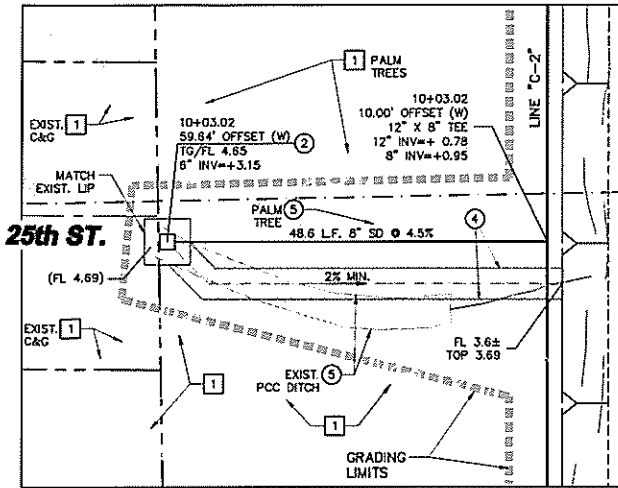 1 PALM
TREES
EXIST. 1
C&G
10+03.02
59.64' OFFSET (W) 2
TG/FL 4.65
6" INV=+3.15
10+03.02
10.00' OFFSET (W)
12" X 8" TEE
12" INV=+ 0.78
8" INV=+0.95
LINE "C-2"
MATCH
EXIST. LIP
25th ST.
PALM 5
TREE
48.6 L.F. 8" SD @ 4.5%
4
(FL 4.69)
2% MIN.
EXIST. 1
C&G
FL 3.6±
TOP 3.69
1
EXIST. 5
PCC DITCH
1
GRADING
LIMITS